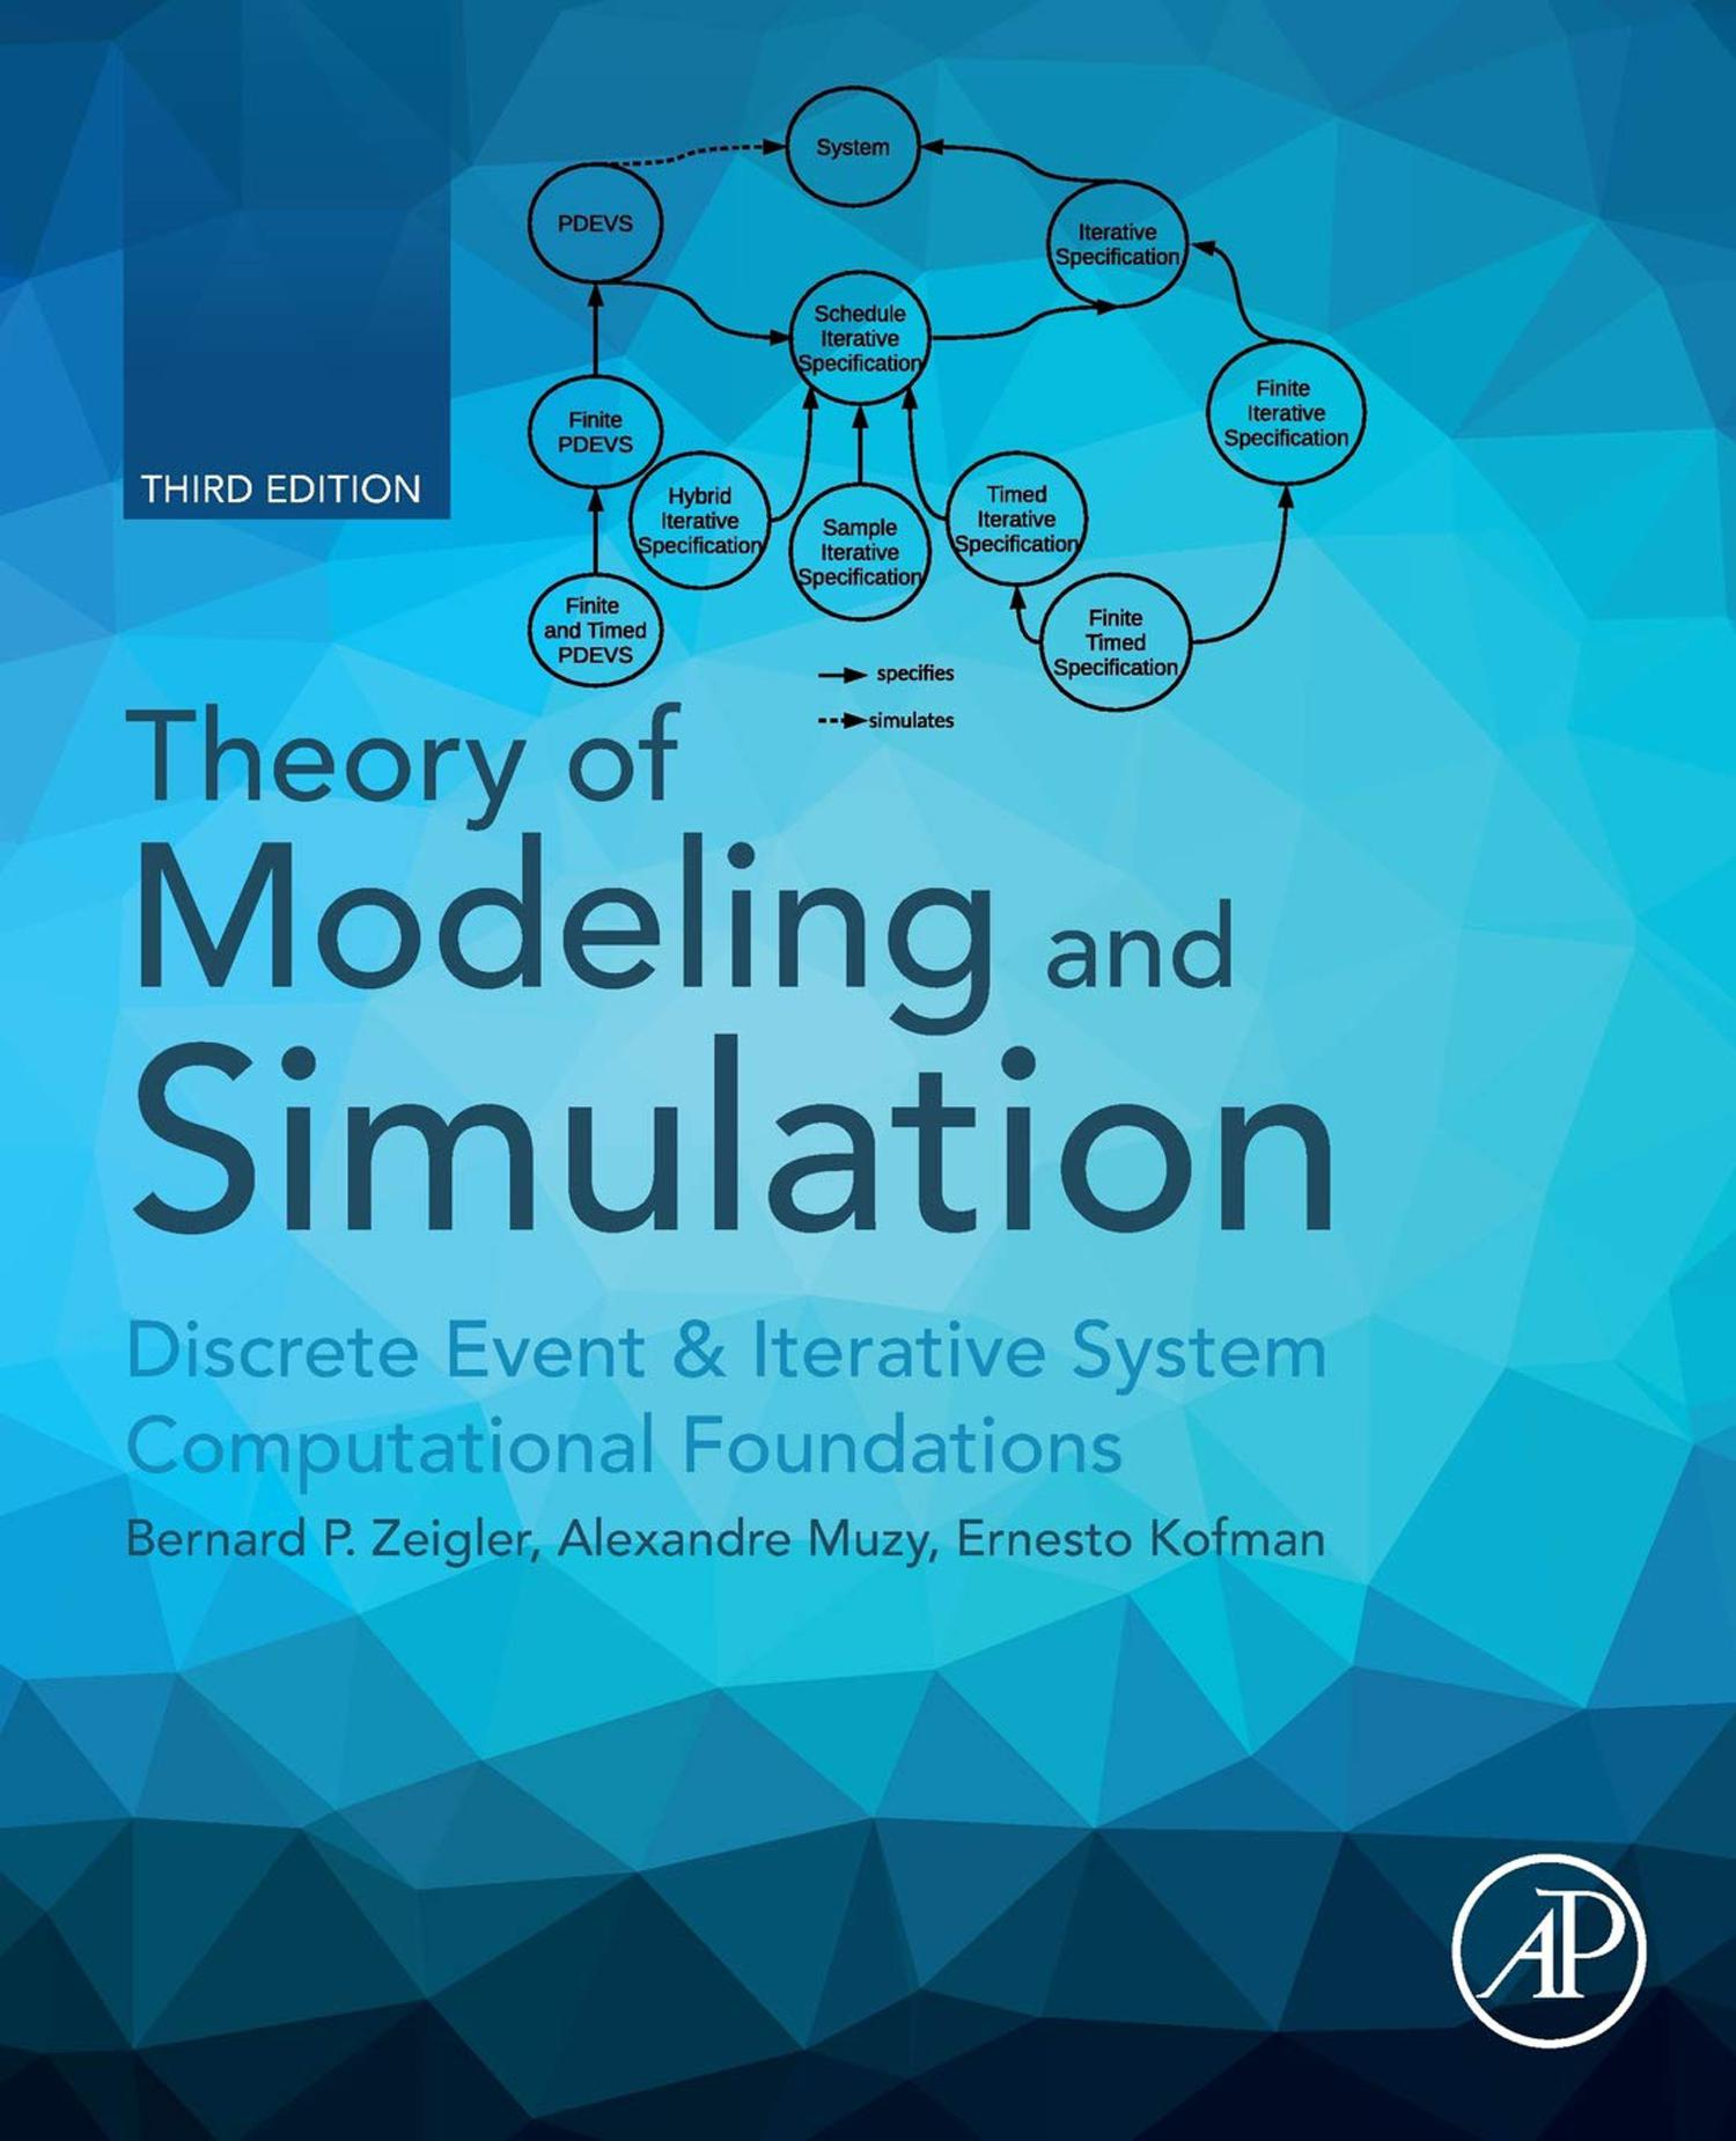 System
PDEVS
Iterative
Specification
Schedule
Iterative
Specification
Finite
Iterative
Specification
Finite
PDEVS
THIRD EDITION
Hybrid
Iterative
Specification
Sample
Iterative
Specification
Timed
Iterative
Specification
Finite
and Timed
PDEVS
Finite
Timed
Specification
specifies
simulates
Theory of
Modeling and
Simulation
Discrete Event & Iterative System
Computational Foundations
Bernard P. Zeigler, Alexandre Muzy, Ernesto Kofman
AP